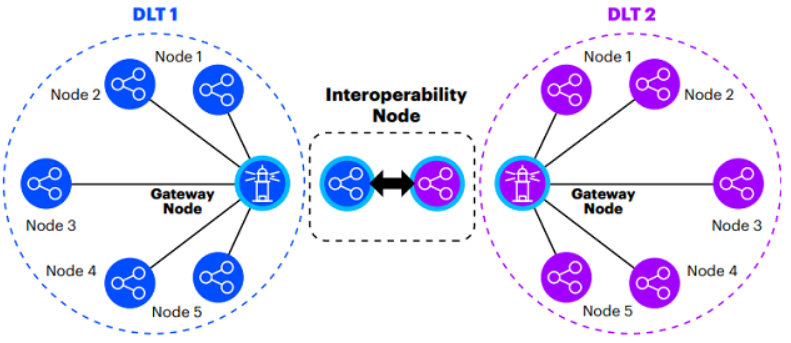 DLT 1
Node 1
Node 2
Gateway
Node
Node 3
Node 4
Node 5
Interoperability
Node
DLT 2
Node 1
Node 2
Gateway
Node
Node 3
Node 4
Node 5